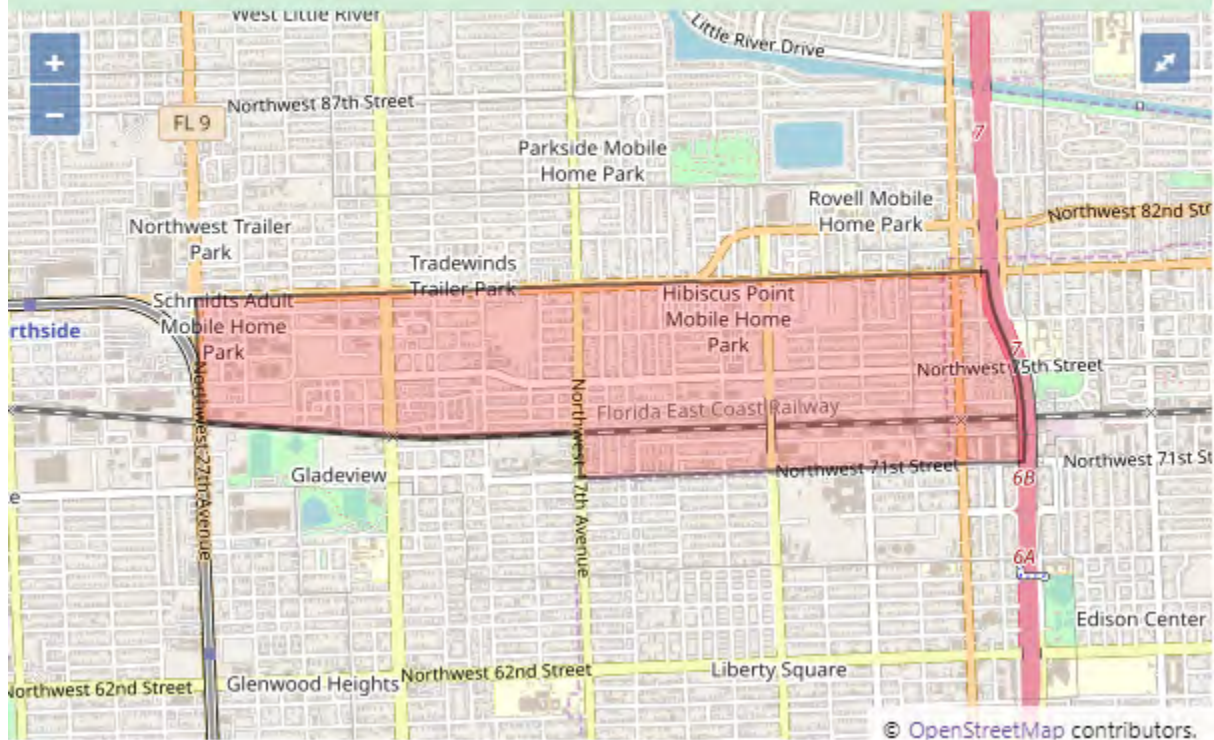 West Little River
Little River Drive
+
−
Northwest 87th Street
FL 9
7
Parkside Mobile
Home Park
Rovell Mobile
Home Park
Northwest 82nd Str
Northwest Trailer
Park
Tradewinds
Trailer Park
Schmidts Adult
Mobile Home
Park
Hibiscus Point
Mobile Home
Park
rthside
7
Northwest 75th Street
Northwest 27th Avenue
Northwest 17th Avenue
Florida East Coast Railway
Gladeview
Northwest 71st Street
Northwest 71st St
6B
e
6A
Edison Center
Northwest 62nd Street
Liberty Square
Northwest 62nd Street
Glenwood Heights
© OpenStreetMap contributors.